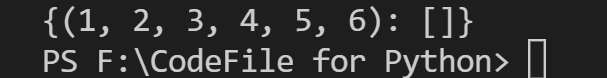 {(1, 2, 3, 4, 5, 6): []}
PS F:\CodeFile for Python>